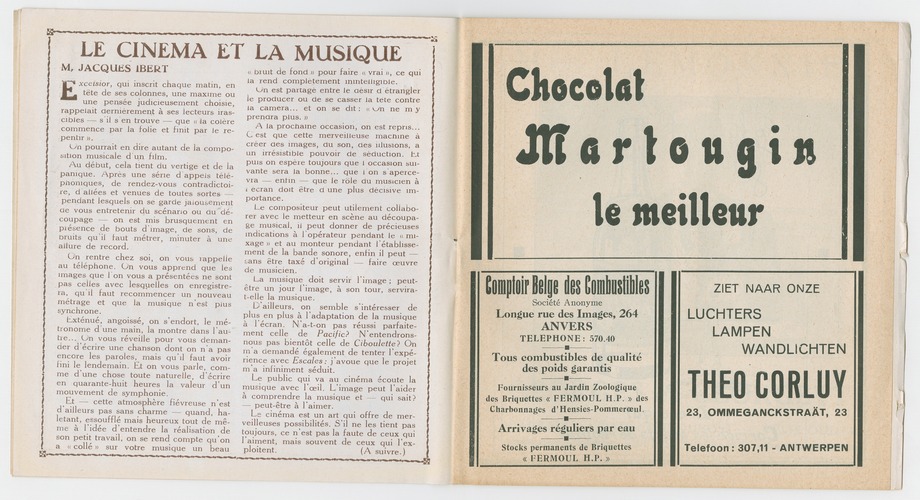 LE CINEMA ET LA MUSIQUE
M. JACQUES IBERT
Excelsior, qui inscrit chaque matin, en
tête de ses colonnes, une maxime ou
une pensée judicieusement choisie,
rappelait dernièrement à ses lecteurs iras-
cibles — s'il s'en trouve — que « la colère
commence par la folie et finit par le re-
pentir ».
On pourrait en dire autant de la compo-
sition musicale d'un film.
Au début, cela tient du vertige et de la
panique. Après une série d'appels télé-
phoniques, de rendez-vous contradictoi-
re, d'allées et venues de toutes sortes —
pendant lesquels on se garde jalousement
de vous entretenir du scénario ou du dé-
coupage — on est mis brusquement en
présence de bouts d'image, de sons, de
bruits qu'il faut métrer, minuter à une
allure de record.
On rentre chez soi, on vous rappelle
au téléphone. On vous apprend que les
images que l'on vous a présentées ne sont
pas celles avec lesquelles on enregistre-
ra, qu'il faut recommencer un nouveau
métrage et que la musique n'est plus
synchrone.
Exténué, angoissé, on s'endort, le mé-
tronome d'une main, la montre dans l'au-
tre... On vous réveille pour vous deman-
der d'écrire une chanson dont on n'a pas
encore les paroles, mais qu'il faut avoir
fini le lendemain. Et on vous parle, com-
me d'une chose toute naturelle, d'écrire
en quarante-huit heures la valeur d'un
mouvement de symphonie.
Et — cette atmosphère fiévreuse n'est
d'ailleurs pas sans charme — quand, ha-
letant, essoufflé mais heureux tout de mê-
me à l'idée d'entendre la réalisation de
son petit travail, on se rend compte qu'on
a « collé » sur votre musique un beau
« bruit de fond » pour faire « vrai », ce qui
la rend complètement inintelligible.
On est partagé entre le désir d'étrangler
le producer ou de se casser la tête contre
la caméra... et on se dit : « On ne m'y
prendra plus. »
A la prochaine occasion, on est repris...
C'est que cette merveilleuse machine à
créer des images, du son, des illusions, a
un irrésistible pouvoir de séduction. Et
puis on espère toujours que l'occasion sui-
vante sera la bonne... que l'on s'aperce-
vra — enfin — que le rôle du musicien à
l'écran doit être d'une plus décisive im-
portance.
Le compositeur peut utilement collabo-
rer avec le metteur en scène au découpa-
ge musical, il peut donner de précieuses
indications à l'opérateur pendant le « mi-
xage » et au monteur pendant l'établisse-
ment de la bande sonore, enfin il peut —
sans être taxé d'original — faire œuvre
de musicien.
La musique doit servir l'image ; peut-
être un jour l'image, à son tour, servira-
t-elle la musique.
D'ailleurs, on semble s'intéresser de
plus en plus à l'adaptation de la musique
à l'écran. N'a-t-on pas réussi parfaite-
ment celle de Pacific ? N'entendrons-
nous pas bientôt celle de Ciboulette ? On
m'a demandé également de tenter l'expé-
rience avec Escales : j'avoue que le projet
m'a infiniment séduit.
Le public qui va au cinéma écoute la
musique avec l'œil. L'image peut l'aider
à comprendre la musique et — qui sait ?
— peut-être à l'aimer.
Le cinéma est un art qui offre de mer-
veilleuses possibilités. S'il ne les tient pas
toujours, ce n'est pas la faute de ceux qui
l'aiment, mais souvent de ceux qui l'ex-
ploitent. (A suivre.)
Chocolat
Martougin
le meilleur
Comptoir Belge des Combustibles
Société Anonyme
Longue rue des Images, 264
ANVERS
TELEPHONE : 570.40
Tous combustibles de qualité
des poids garantis
Fournisseurs au Jardin Zoologique
des Briquettes « FERMOUL H.P. » des
Charbonnages d'Hensies-Pommerœul.
Arrivages réguliers par eau
Stocks permanents de Briquettes
« FERMOUL H.P. »
ZIET NAAR ONZE
LUCHTERS
LAMPEN
WANDLICHTEN
THEO CORLUY
23, OMMEGANCKSTRAÄT, 23
Telefoon : 307,11 - ANTWERPEN